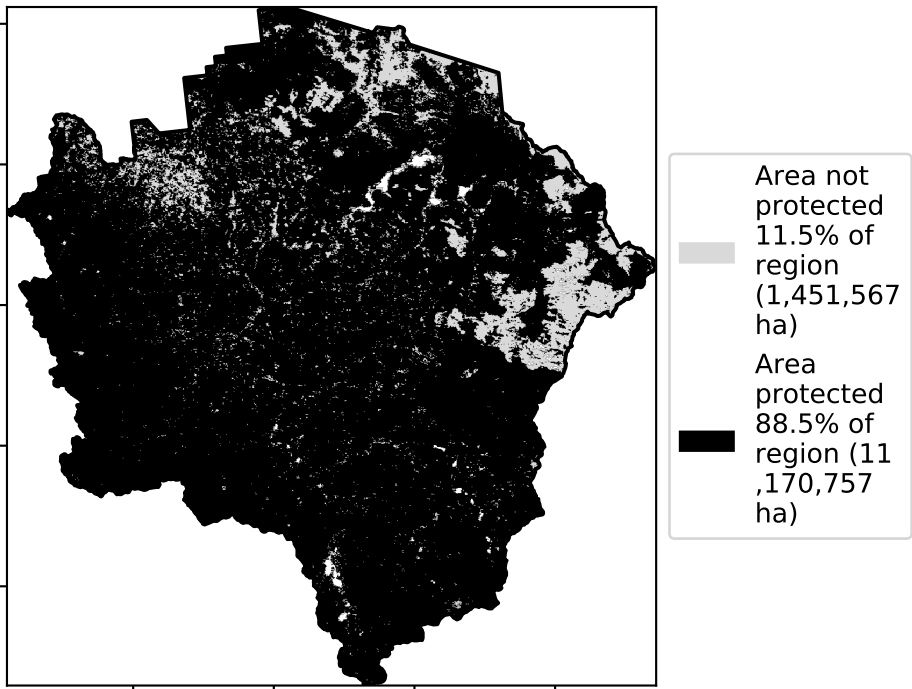 Area not
protected
11.5% of
region
(1,451,567
ha)
Area
protected
88.5% of
region (11
,170,757
ha)